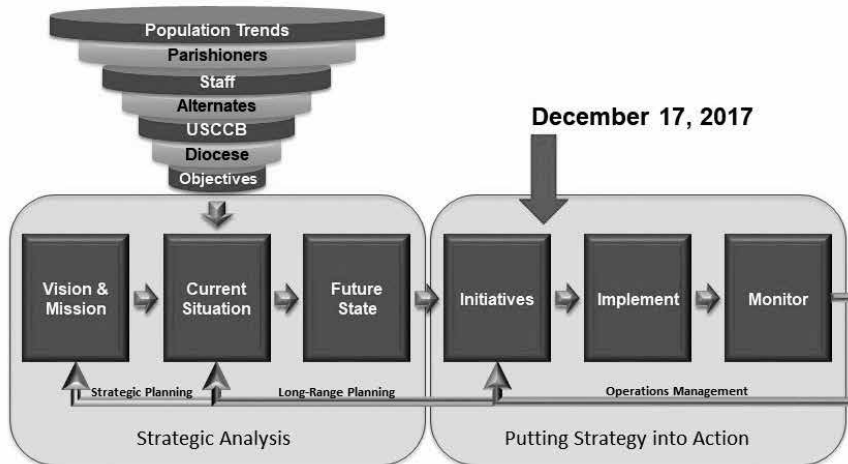 Population Trends
Parishioners
Staff
Alternates
USCCB
Diocese
Objectives
December 17, 2017
Vision &
Mission
Current
Situation
Future
State
Initiatives
Implement
Monitor
Strategic Planning
Long-Range Planning
Operations Management
Strategic Analysis
Putting Strategy into Action